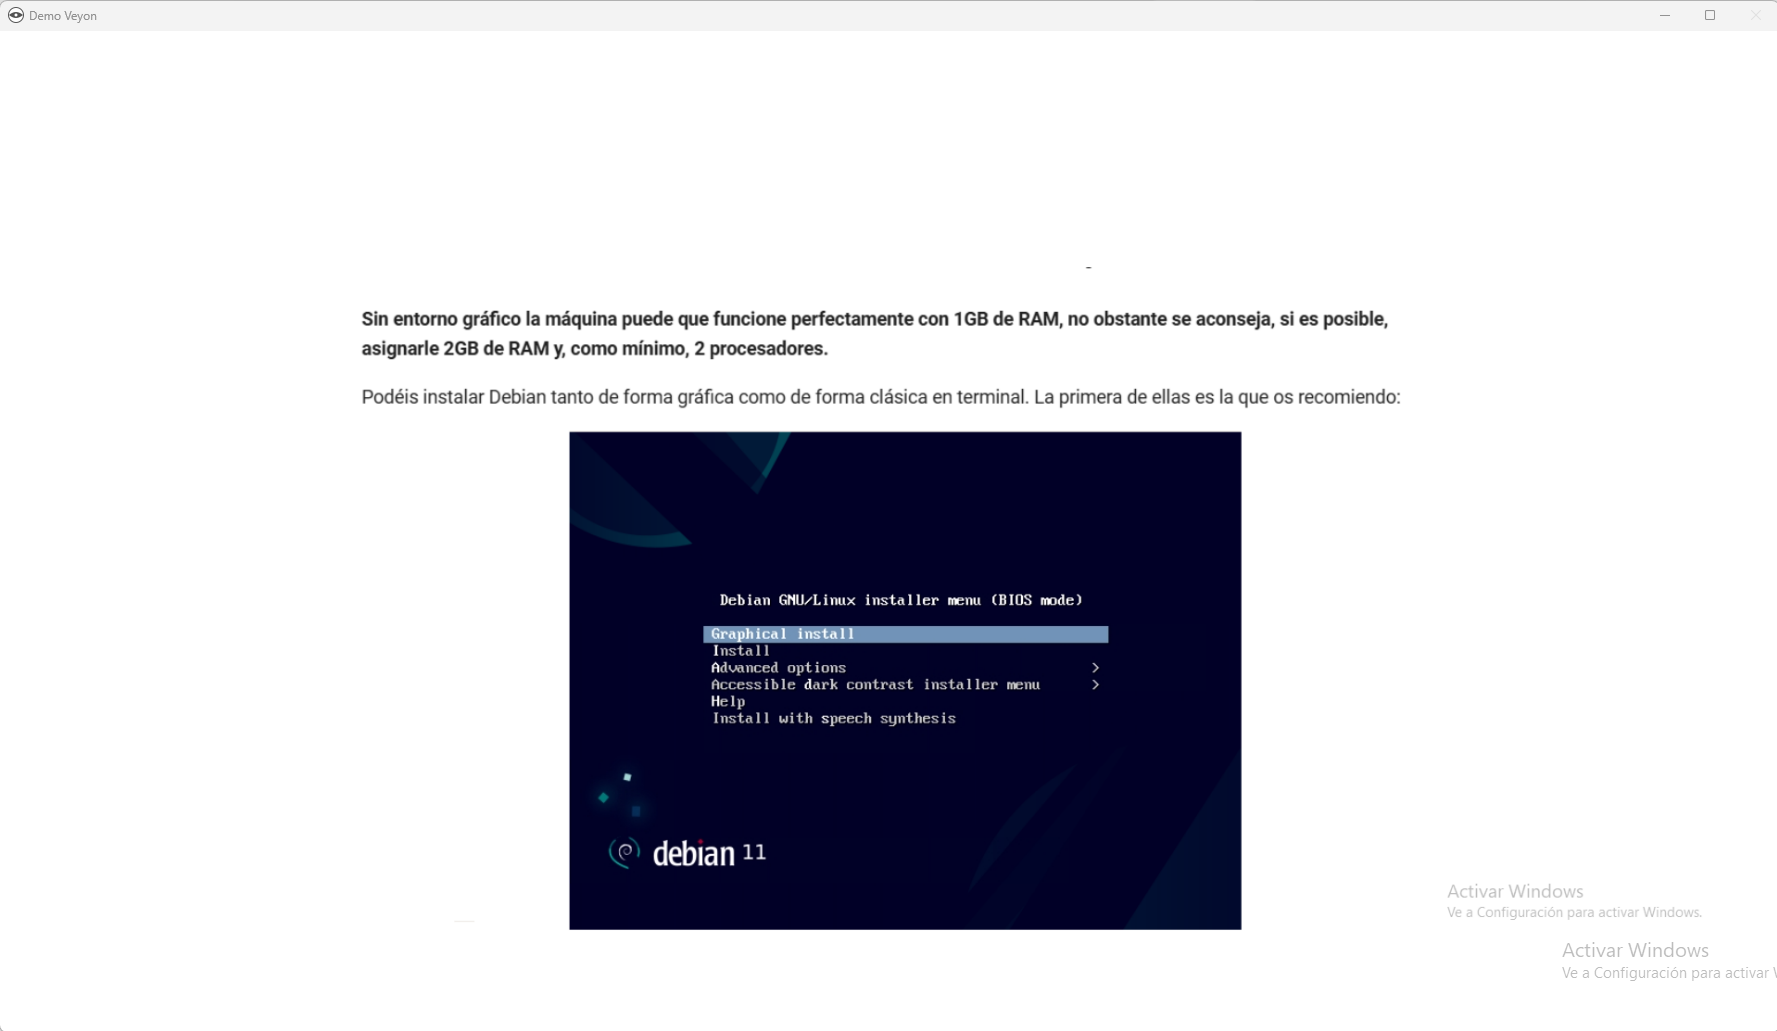 Demo Veyon
Sin entorno gráfico la máquina puede que funcione perfectamente con 1GB de RAM, no obstante se aconseja, si es posible,
asignarle 2GB de RAM y, como mínimo, 2 procesadores.
Podéis instalar Debian tanto de forma gráfica como de forma clásica en terminal. La primera de ellas es la que os recomiendo:
Debian GNU/Linux installer menu (BIOS mode)
Graphical install
Install
Advanced options >
Accessible dark contrast installer menu >
Help
Install with speech synthesis
debian 11
Activar Windows
Ve a Configuración para activar Windows.
Activar Windows
Ve a Configuración para activar